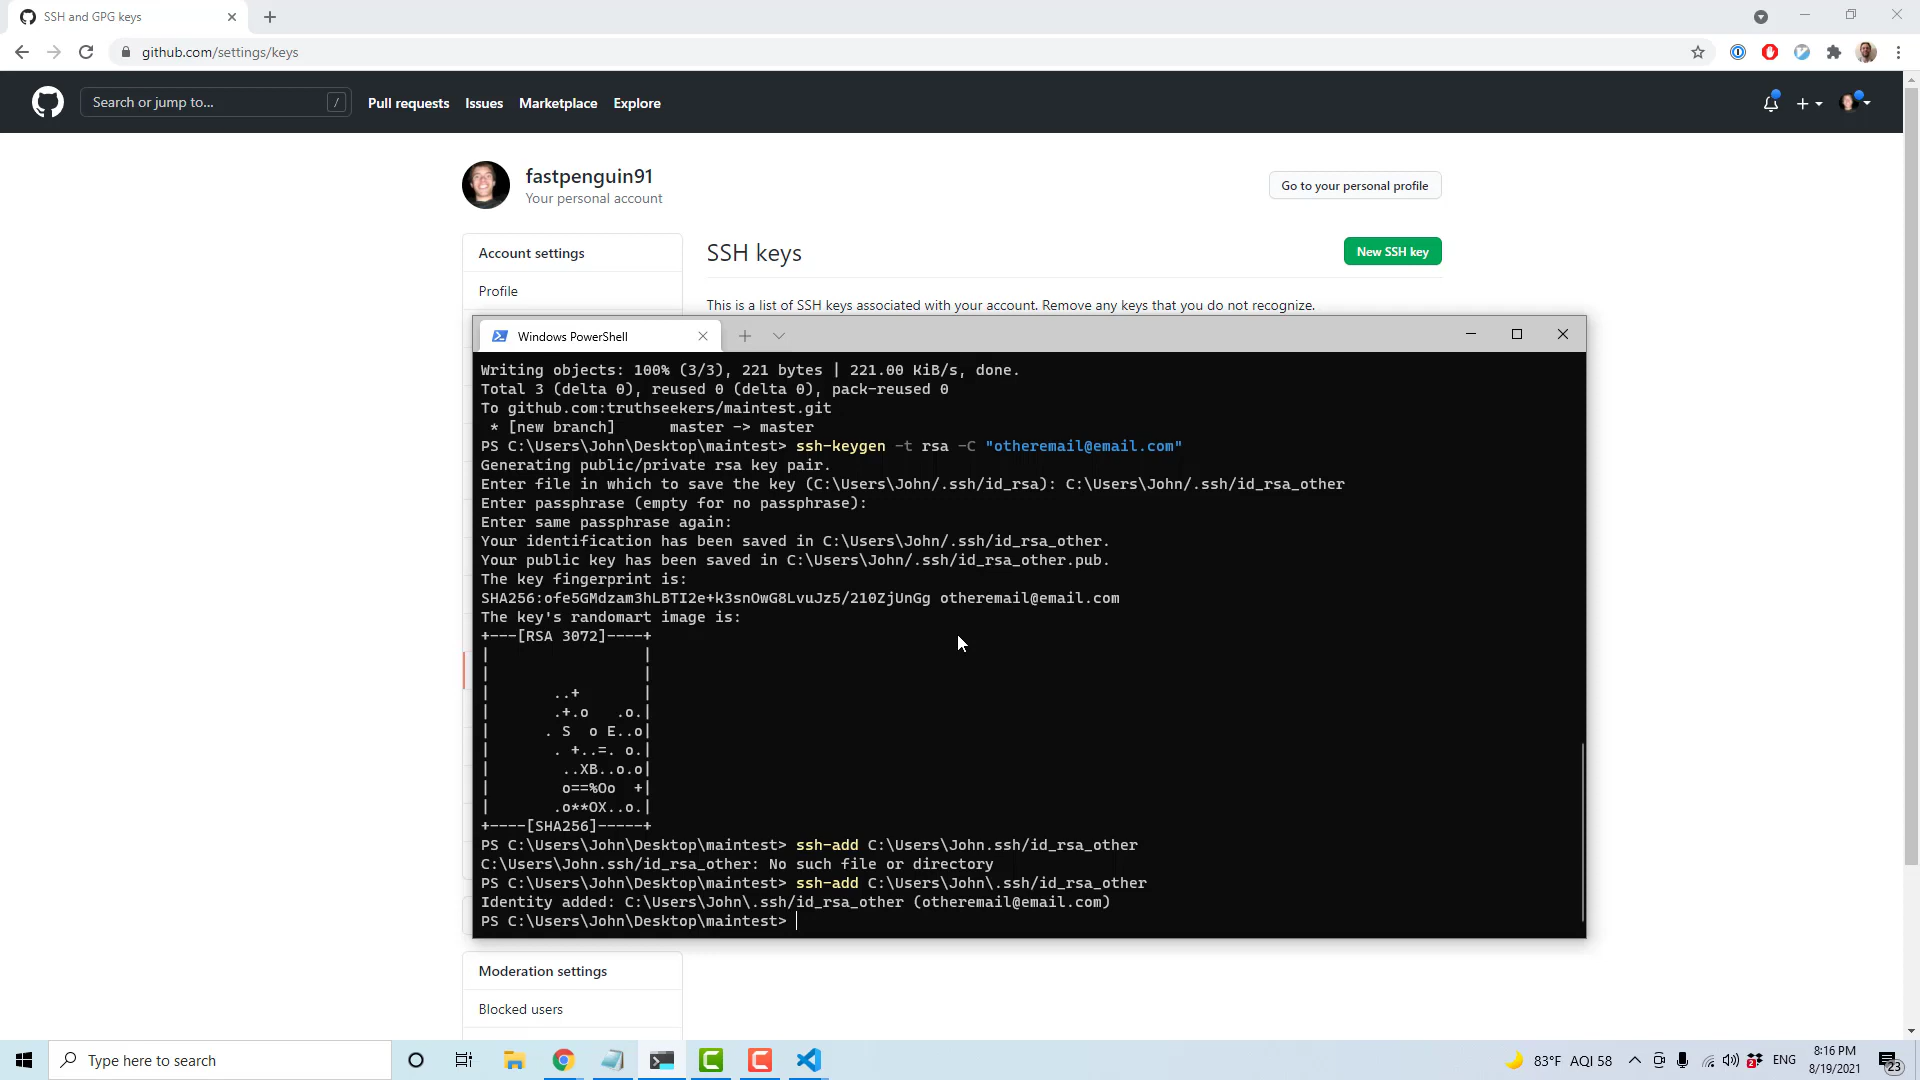 SSH and GPG keys
github.com/settings/keys
Search or jump to...
/
Pull requests
Issues
Marketplace
Explore
fastpenguin91
Your personal account
Go to your personal profile
Account settings
Profile
SSH keys
New SSH key
This is a list of SSH keys associated with your account. Remove any keys that you do not recognize.
Windows PowerShell
Writing objects: 100% (3/3), 221 bytes | 221.00 KiB/s, done.
Total 3 (delta 0), reused 0 (delta 0), pack-reused 0
To github.com:truthseekers/maintest.git
 * [new branch]      master -> master
PS C:\Users\John\Desktop\maintest> ssh-keygen -t rsa -C "otheremail@email.com"
Generating public/private rsa key pair.
Enter file in which to save the key (C:\Users\John/.ssh/id_rsa): C:\Users\John/.ssh/id_rsa_other
Enter passphrase (empty for no passphrase):
Enter same passphrase again:
Your identification has been saved in C:\Users\John/.ssh/id_rsa_other.
Your public key has been saved in C:\Users\John/.ssh/id_rsa_other.pub.
The key fingerprint is:
SHA256:ofe5GMdzam3hLBTI2e+k3snOwG8LvuJz5/210ZjUnGg otheremail@email.com
The key's randomart image is:
+---[RSA 3072]----+
|                 |
|                 |
|       ..+       |
|       .+.o   .o.|
|      . S  o E..o|
|       . +..=. o.|
|        ..XB..o.o|
|        o==%Oo  +|
|       .o**OX..o.|
+----[SHA256]-----+
PS C:\Users\John\Desktop\maintest> ssh-add C:\Users\John.ssh/id_rsa_other
C:\Users\John.ssh/id_rsa_other: No such file or directory
PS C:\Users\John\Desktop\maintest> ssh-add C:\Users\John\.ssh/id_rsa_other
Identity added: C:\Users\John\.ssh/id_rsa_other (otheremail@email.com)
PS C:\Users\John\Desktop\maintest>
Moderation settings
Blocked users
Type here to search
83°F AQI 58
ENG
8:16 PM
8/19/2021
23